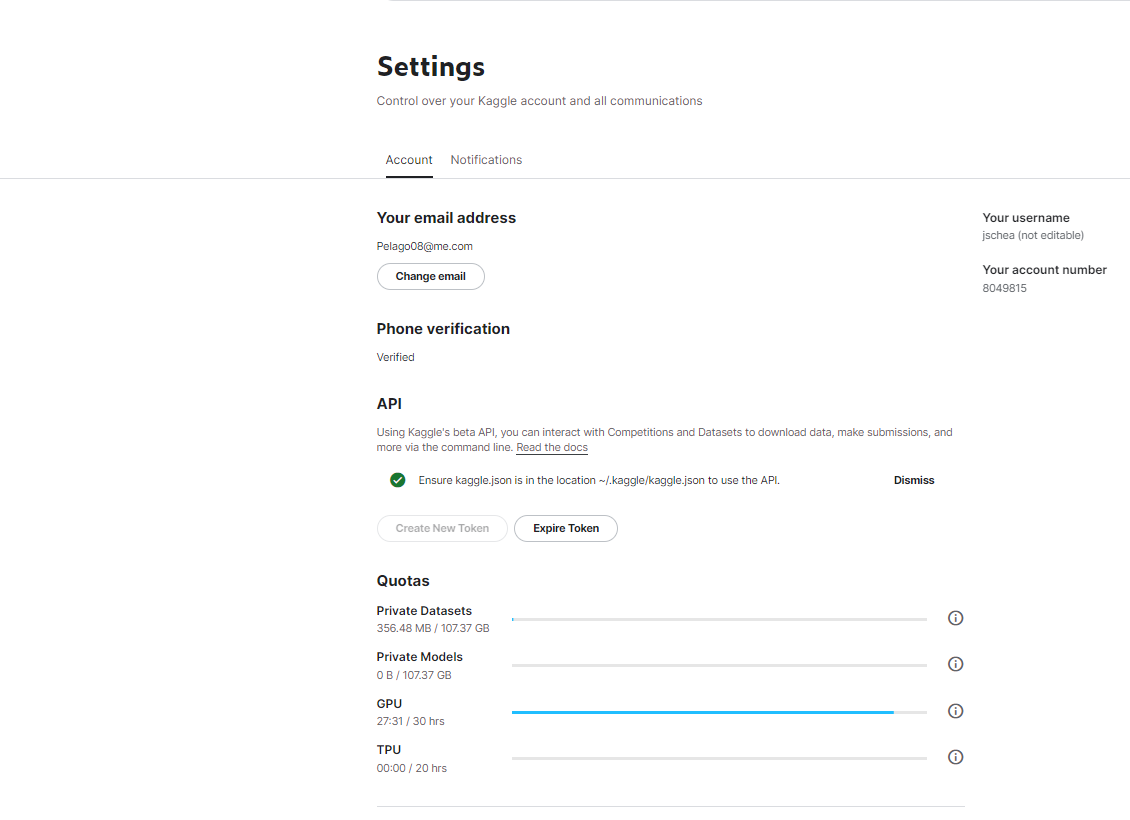 Settings
Control over your Kaggle account and all communications
Account
Notifications
Your email address
Pelago08@me.com
Change email
Your username
jschea (not editable)
Your account number
8049815
Phone verification
Verified
API
Using Kaggle's beta API, you can interact with Competitions and Datasets to download data, make submissions, and
more via the command line. Read the docs
Ensure kaggle.json is in the location ~/.kaggle/kaggle.json to use the API.
Dismiss
Create New Token
Expire Token
Quotas
Private Datasets
356.48 MB / 107.37 GB
Private Models
0 B / 107.37 GB
GPU
27:31 / 30 hrs
TPU
00:00 / 20 hrs